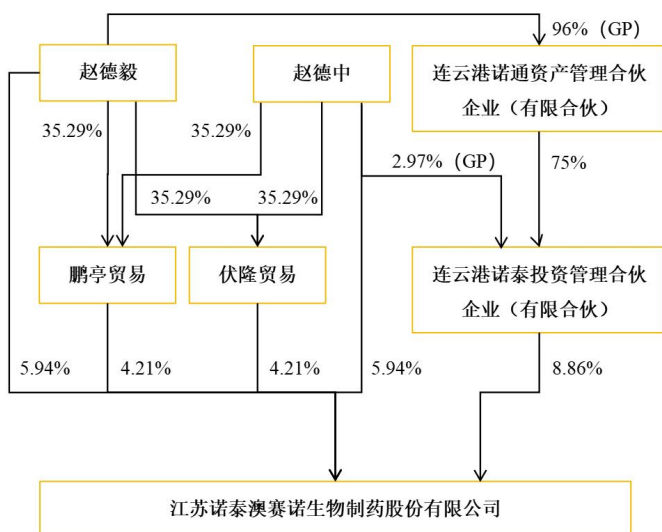 96%（GP）
赵德毅
赵德中
连云港诺通资产管理合伙
企业（有限合伙）
35.29%
35.29%
2.97%（GP）
75%
35.29%
35.29%
鹏亭贸易
伏隆贸易
连云港诺泰投资管理合伙
企业（有限合伙）
5.94%
4.21%
4.21%
5.94%
8.86%
江苏诺泰澳赛诺生物制药股份有限公司